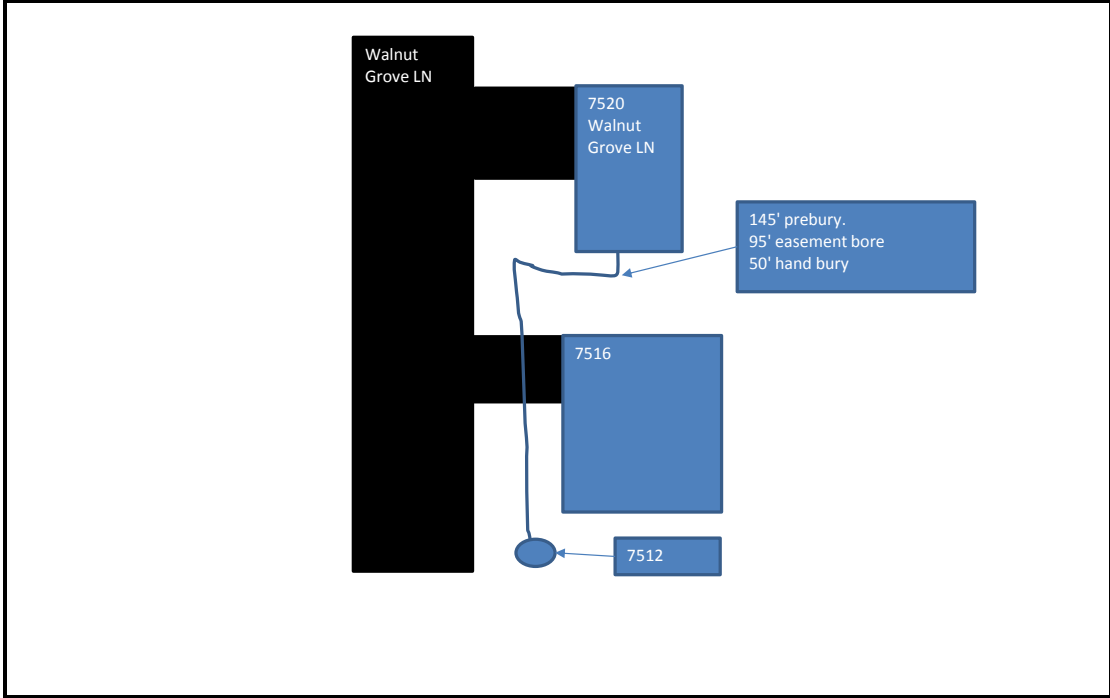 Walnut
Grove LN
7520
Walnut
Grove LN
145' prebury.
95' easement bore
50' hand bury
7516
7512